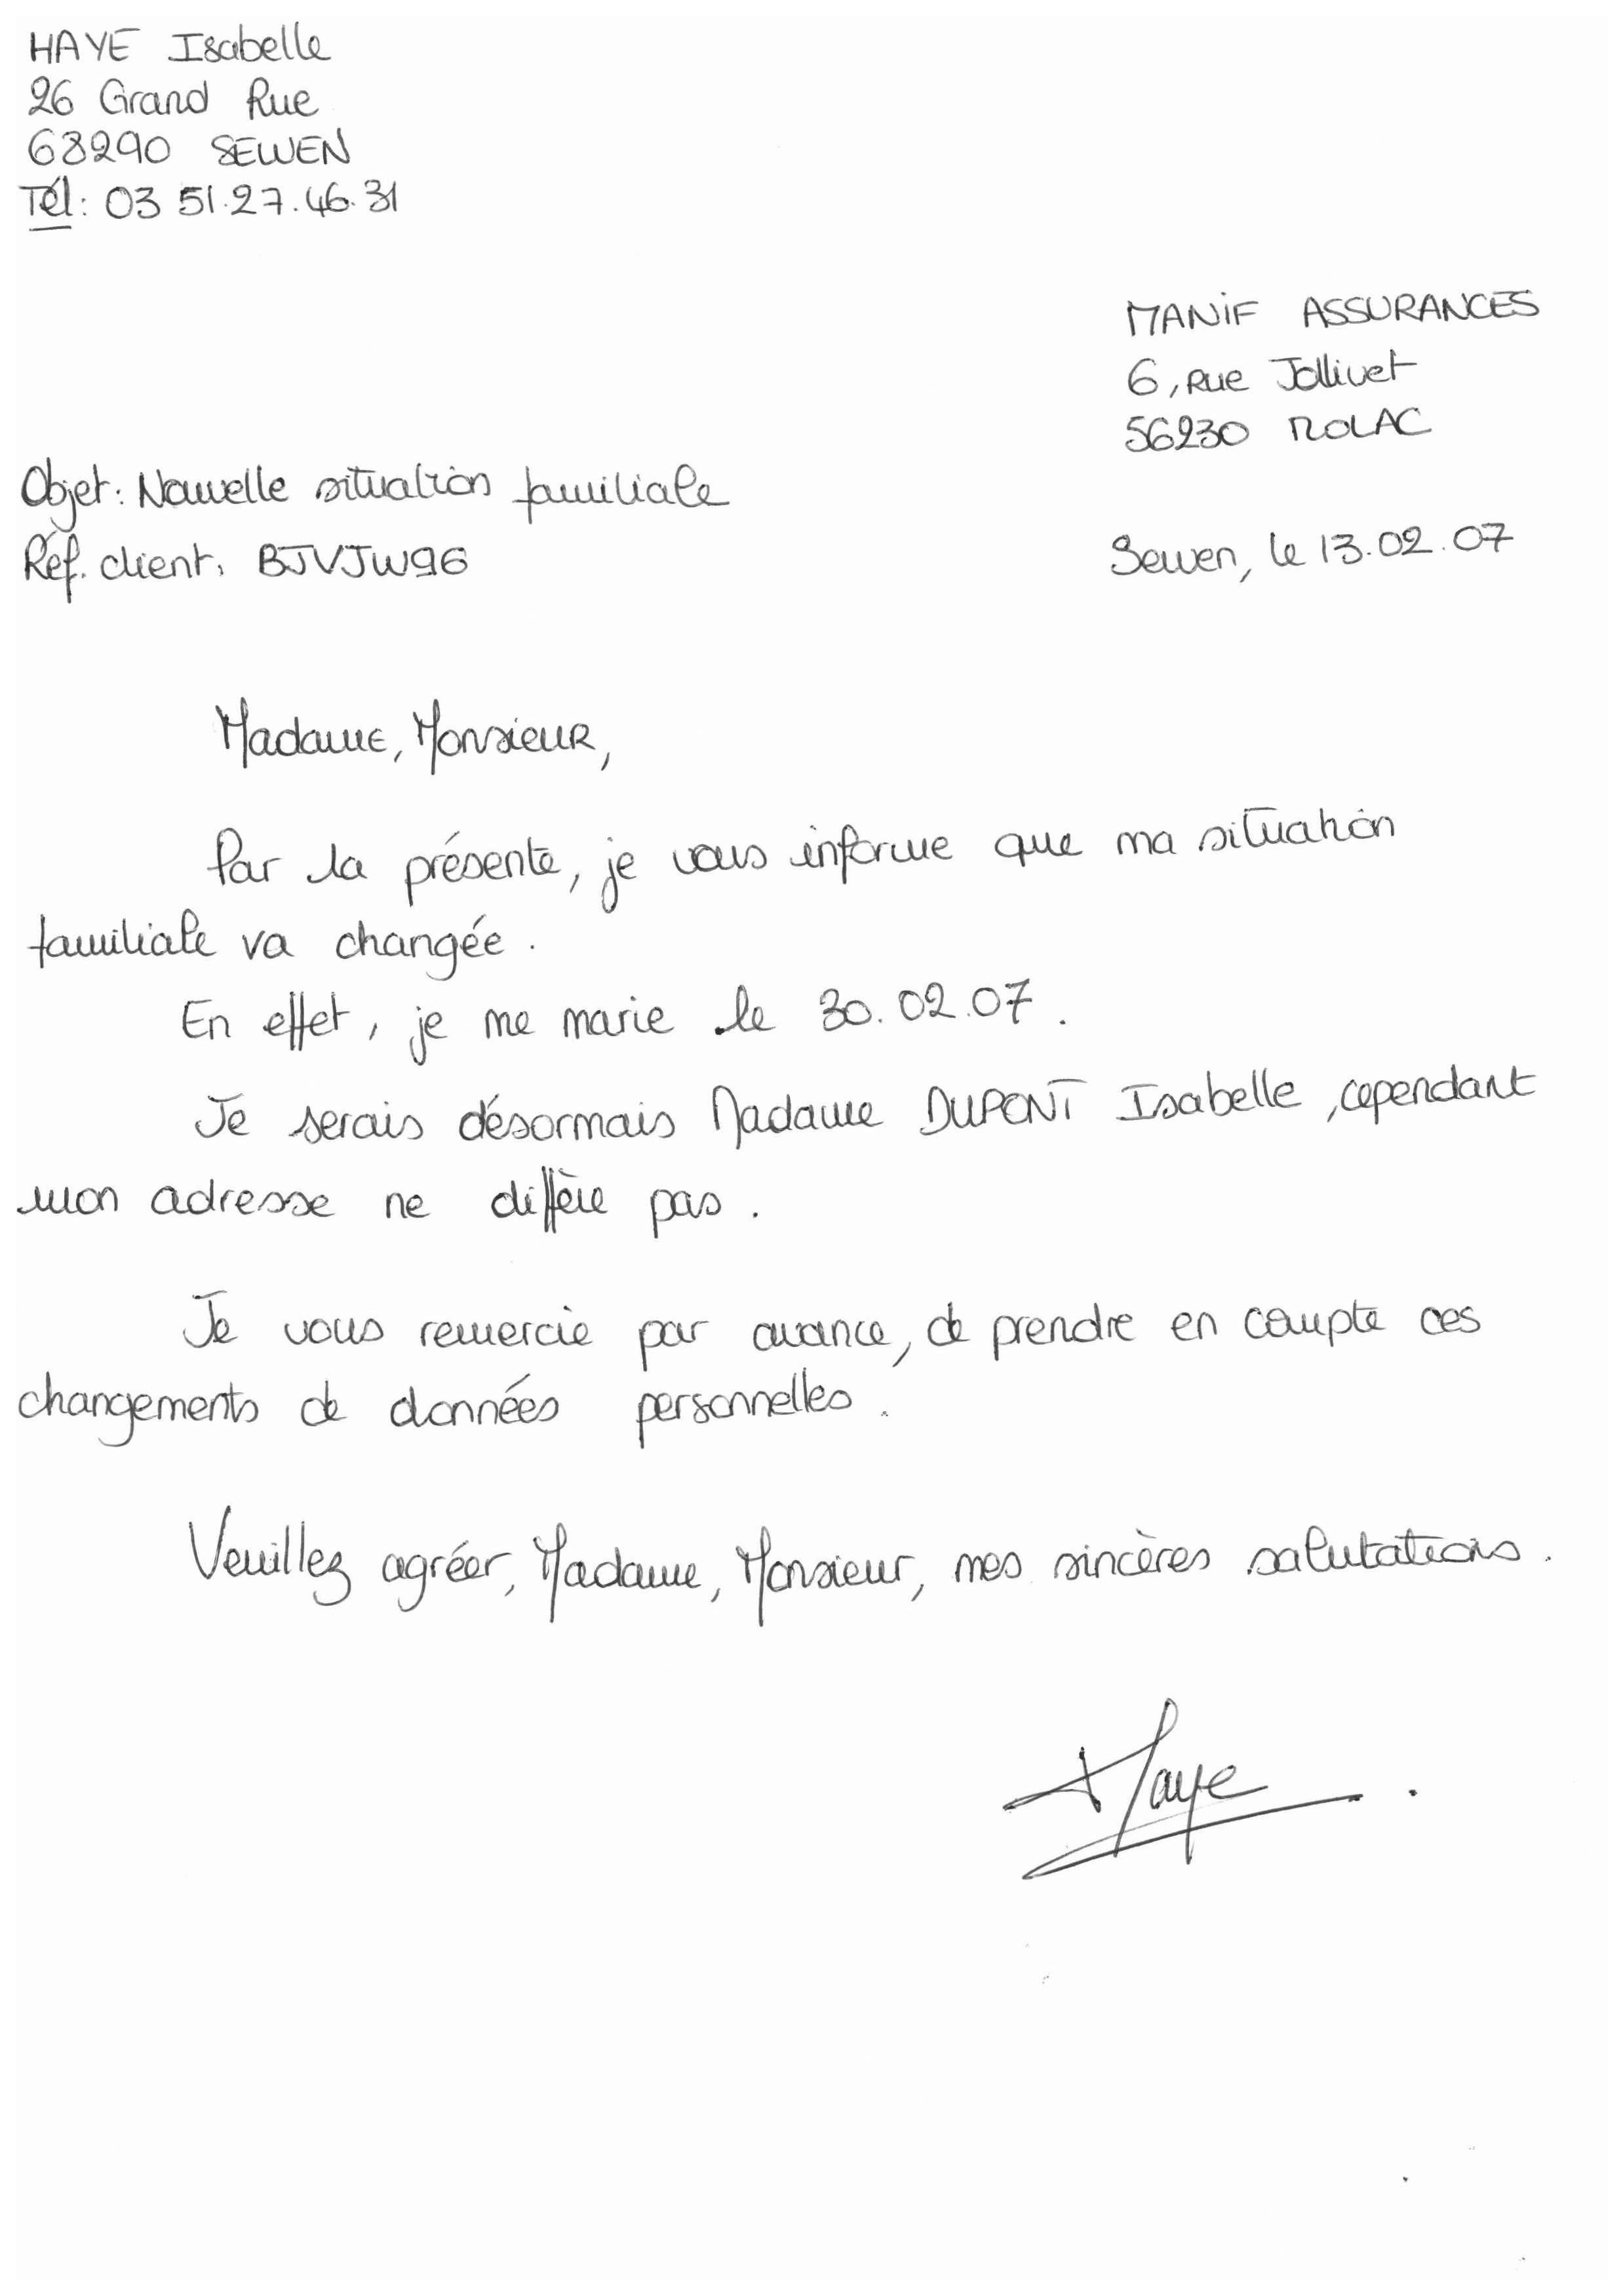 HAYE Isabelle
26 Grand Rue
68290 SEWEN
Tél: 03 51.27.46.31
MANIF ASSURANCES
6, rue Jollivet
56230 MOLAC
Objet: Nouvelle situation familiale
Réf. client: BJVJW96
Sewen, le 13.02.07
Madame, Monsieur,
Par la présente, je vous informe que ma situation
familiale va changée.
En effet, je me marie le 30.02.07.
Je serais désormais Madame DUPONT Isabelle, cependant
mon adresse ne diffère pas.
Je vous remercie par avance, de prendre en compte ces
changements de données personnelles.
Veuillez agréer, Madame, Monsieur, mes sincères salutations.
Haye